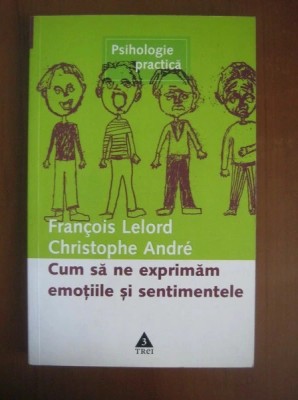 Psihologie
practică
François Lelord
Christophe André
Cum să ne exprimăm
emoțiile și sentimentele
3
TREI